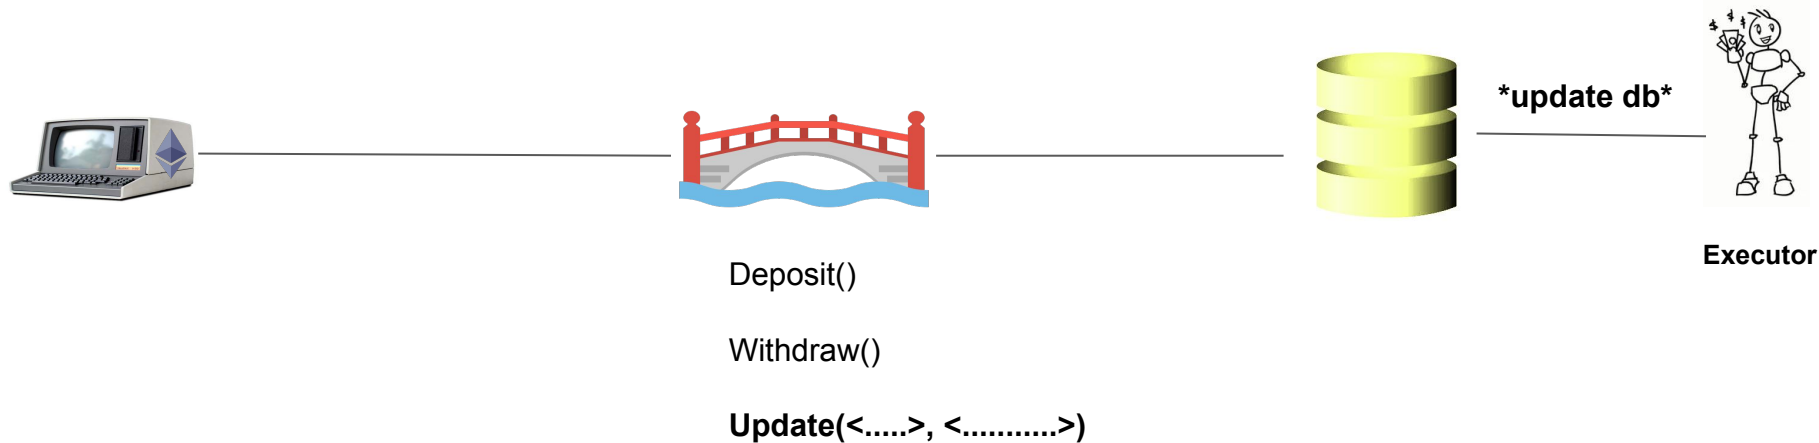 *update db*
Executor
Deposit()
Withdraw()
Update(<.....>, <...........>)